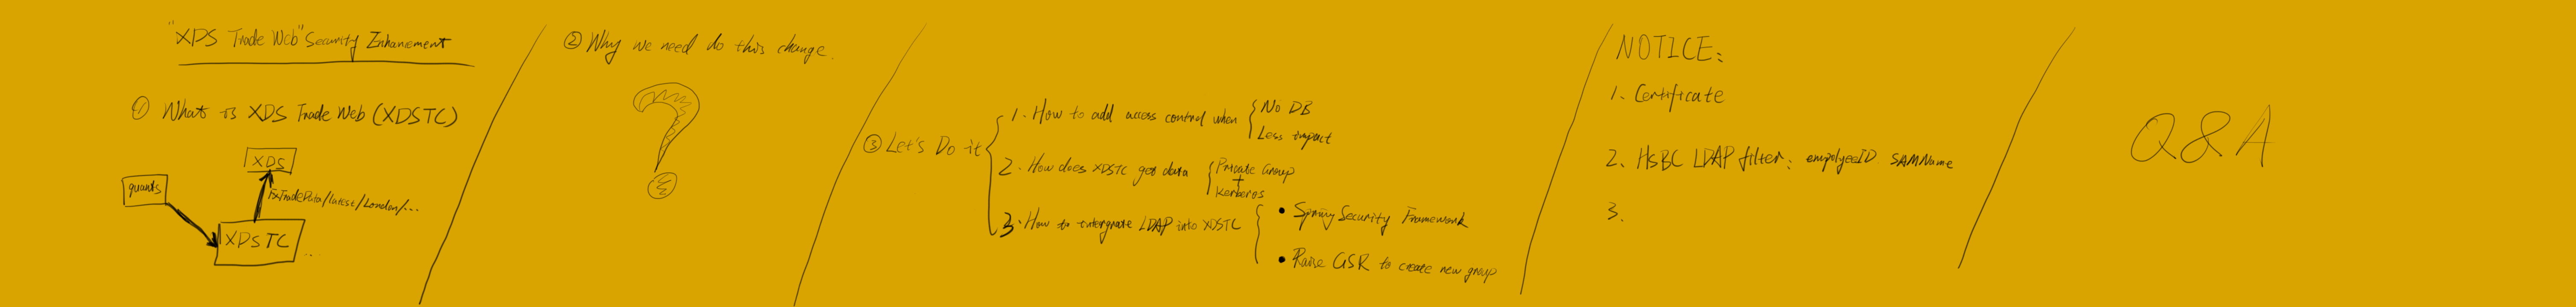 "XDS Trade Web" Security Enhancement
① What is XDS Trade Web (XDSTC)
XDS
quants
FxTradeData/latest/London/...
XDSTC
..
② Why we need do this change.
?
③ Let's Do it
1. How to add access control when
No DB
Less impact
2. How does XDSTC get data
Private Group
+
Kerberos
3. How to intergrate LDAP into XDSTC
• Spring Security Framework
• Raise GSR to create new group
NOTICE:
1. Certificate
2. HSBC LDAP filter: employeeID SAMName
3.
Q&A